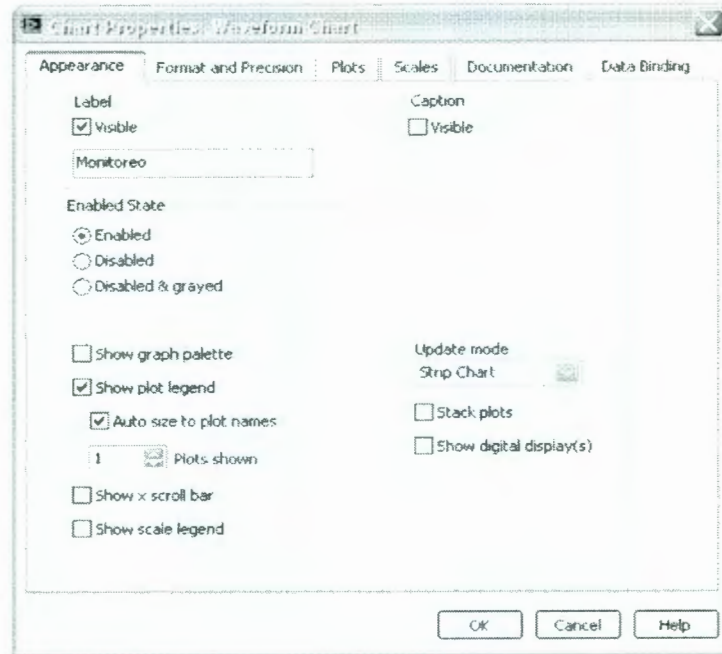 Chart Properties: Waveform Chart
Appearance Format and Precision Plots Scales Documentation Data Binding
Label
Visible
Monitoreo
Caption
Visible
Enabled State
Enabled
Disabled
Disabled & grayed
Show graph palette
Show plot legend
Auto size to plot names
1 Plots shown
Show x scroll bar
Show scale legend
Update mode
Strip Chart
Stack plots
Show digital display(s)
OK Cancel Help